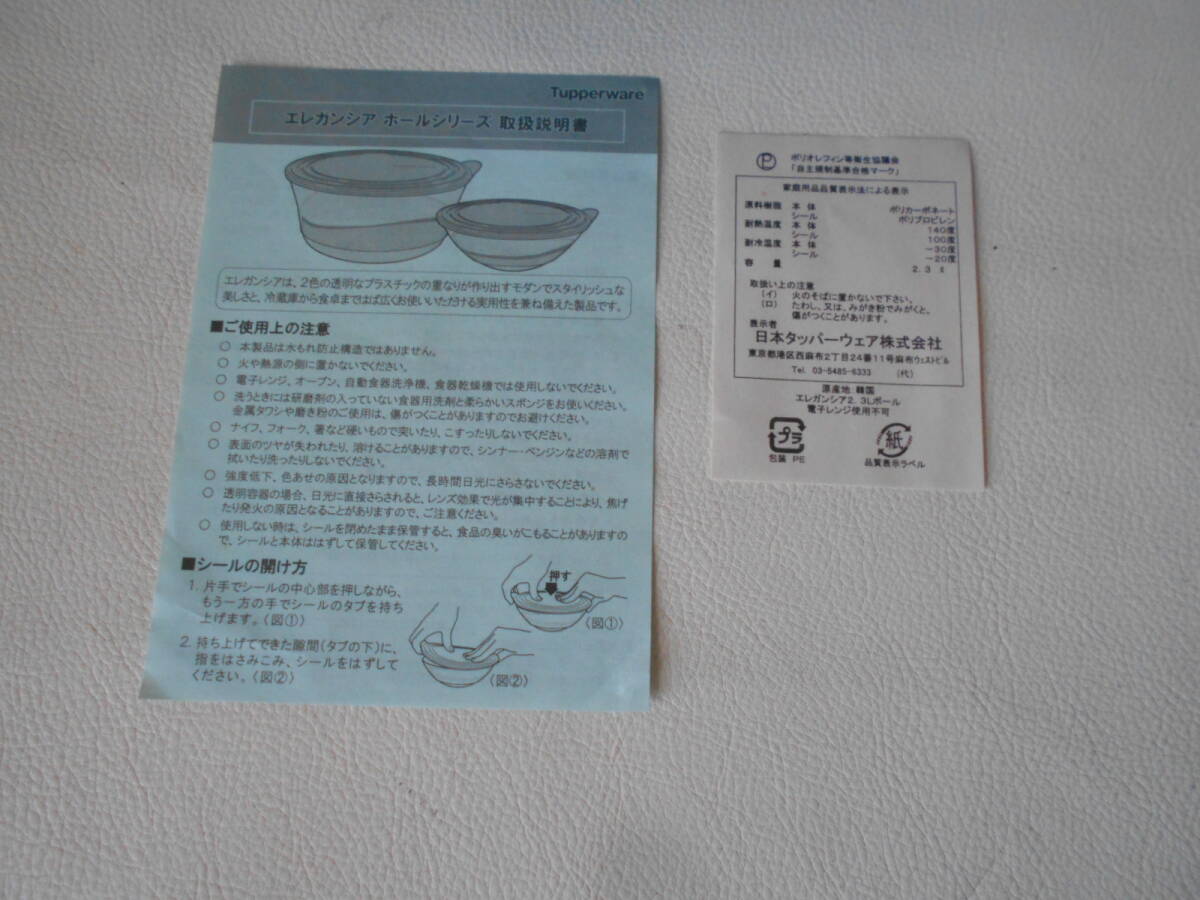 Tupperware
エレガンシア ボールシリーズ 取扱説明書
エレガンシアは、2色の透明なプラスチックの重なりが作り出すモダンでスタイリッシュな
美しさと、冷蔵庫から食卓まではば広くお使いいただける実用性を兼ね備えた製品です。
■ご使用上の注意
○ 本製品は水もれ防止構造ではありません。
○ 火や熱源の側に置かないでください。
○ 電子レンジ、オーブン、自動食器洗浄機、食器乾燥機では使用しないでください。
○ 洗うときには研磨剤の入っていない食器用洗剤と柔らかいスポンジをお使いください。
金属タワシや磨き粉のご使用は、傷がつくことがありますのでお避けください。
○ ナイフ、フォーク、箸など硬いもので突いたり、こすったりしないでください。
○ 表面のツヤが失われたり、溶けることがありますので、シンナー・ベンジンなどの溶剤で
拭いたり洗ったりしないでください。
○ 強度低下、色あせの原因となりますので、長時間日光にさらさないでください。
○ 透明容器の場合、日光に直接さらされると、レンズ効果で光が集中することにより、焦げ
たり発火の原因となることがありますので、ご注意ください。
○ 使用しない時は、シールを閉めたまま保管すると、食品の臭いがこもることがありますの
で、シールと本体ははずして保管してください。
■シールの開け方
1. 片手でシールの中心部を押しながら、
もう一方の手でシールのタブを持ち
上げます。〈図①〉
押す
〈図①〉
2. 持ち上げてできた隙間(タブの下)に、
指をはさみこみ、シールをはずして
ください。〈図②〉
〈図②〉
P ポリオレフィン等衛生協議会
「自主規制基準合格マーク」
家庭用品品質表示法による表示
原料樹脂 本体 ポリカーボネート
シール ポリプロピレン
耐熱温度 本体 140度
シール 100度
耐冷温度 本体 −30度
シール −20度
容量 2.3ℓ
取扱い上の注意
(イ) 火のそばに置かないで下さい。
(ロ) たわし、又は、みがき粉でみがくと、
傷がつくことがあります。
表示者
日本タッパーウェア株式会社
東京都港区西麻布2丁目24番11号麻布ウェストビル
Tel. 03-5485-6333 (代)
原産地 韓国
エレガンシア2.3Lボール
電子レンジ使用不可
プラ
包装 PE
紙
品質表示ラベル